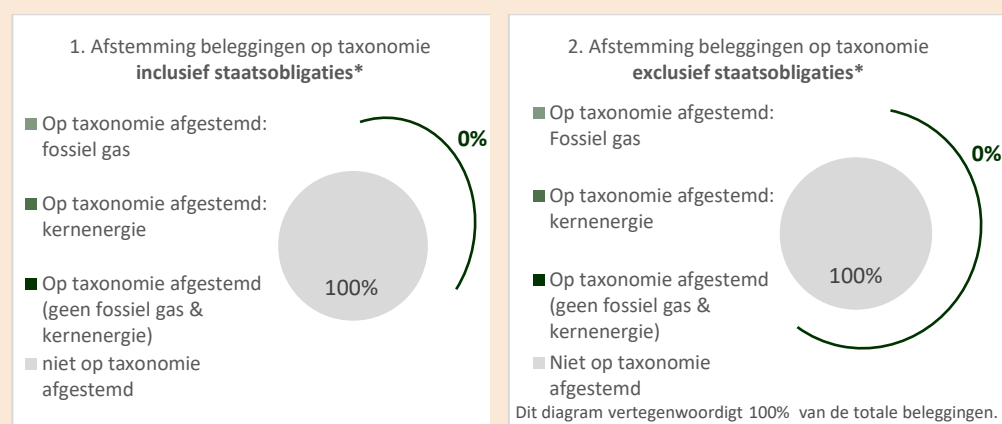 1. Afstemming beleggingen op taxonomie
inclusief staatsobligaties*
Op taxonomie afgestemd:
fossiel gas
Op taxonomie afgestemd:
kernenergie
Op taxonomie afgestemd
(geen fossiel gas &
kernenergie)
niet op taxonomie
afgestemd
0%
100%
2. Afstemming beleggingen op taxonomie
exclusief staatsobligaties*
Op taxonomie afgestemd:
Fossiel gas
Op taxonomie afgestemd:
kernenergie
Op taxonomie afgestemd
(geen fossiel gas &
kernenergie)
Niet op taxonomie
afgestemd
0%
100%
Dit diagram vertegenwoordigt 100% van de totale beleggingen.